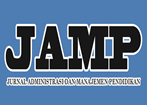 JAMP
JURNAL ADMINISTRASI DAN MANAJEMEN PENDIDIKAN